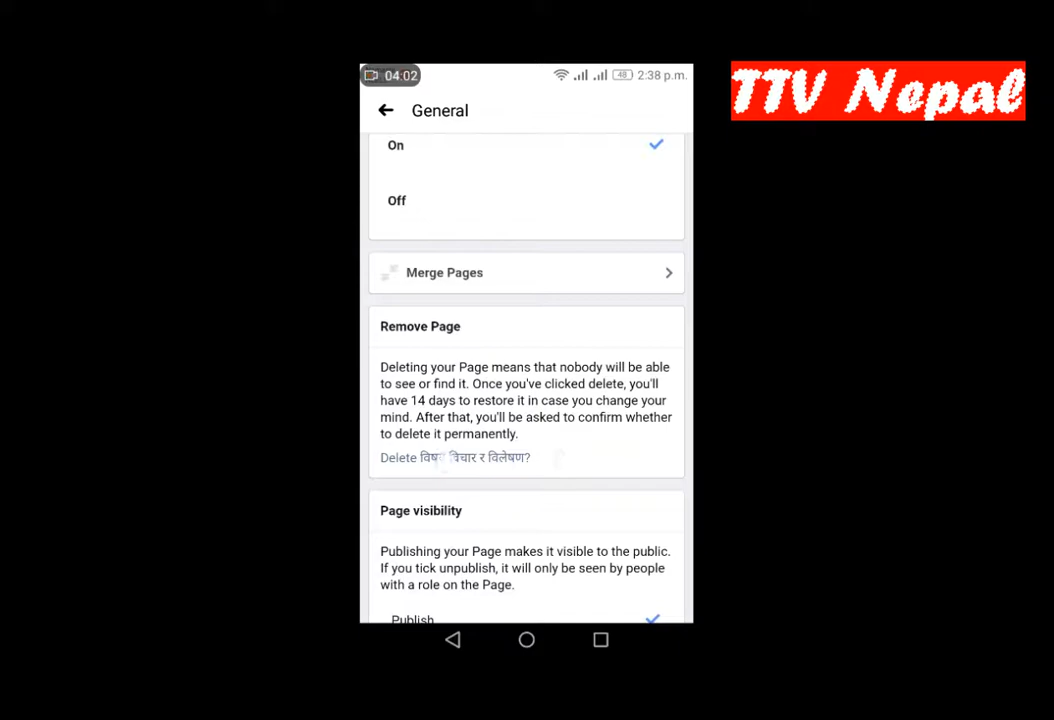 04:02
48 2:38 p.m.
TTV Nepal
General
On
Off
Merge Pages
Remove Page
Deleting your Page means that nobody will be able
to see or find it. Once you've clicked delete, you'll
have 14 days to restore it in case you change your
mind. After that, you'll be asked to confirm whether
to delete it permanently.
Delete विषय विचार र विलेषण?
Page visibility
Publishing your Page makes it visible to the public.
If you tick unpublish, it will only be seen by people
with a role on the Page.
Publish